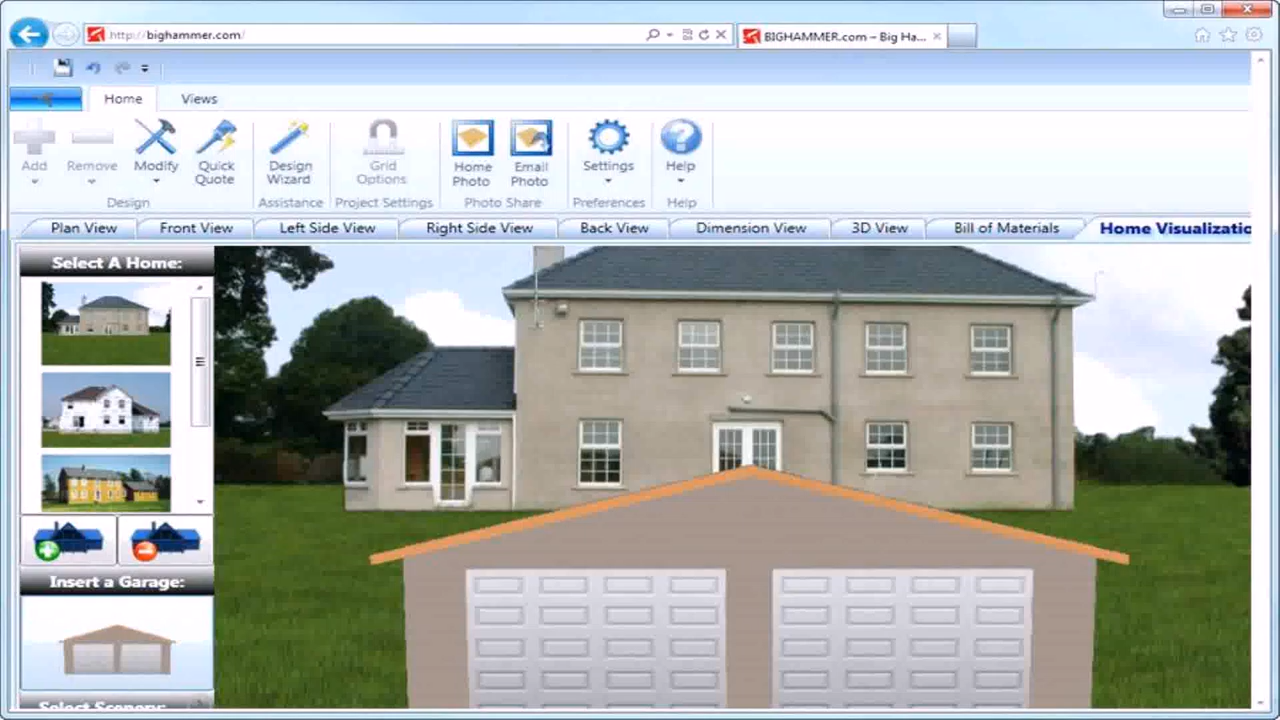 http://bighammer.com/
BIGHAMMER.com – Big Ha...
Home Views
Add Remove Modify Quick Quote Design Wizard Grid Options Home Photo Email Photo Settings Help
Design Assistance Project Settings Photo Share Preferences Help
Plan View Front View Left Side View Right Side View Back View Dimension View 3D View Bill of Materials Home Visualizatio
Select A Home:
Insert a Garage:
Select Scenery: